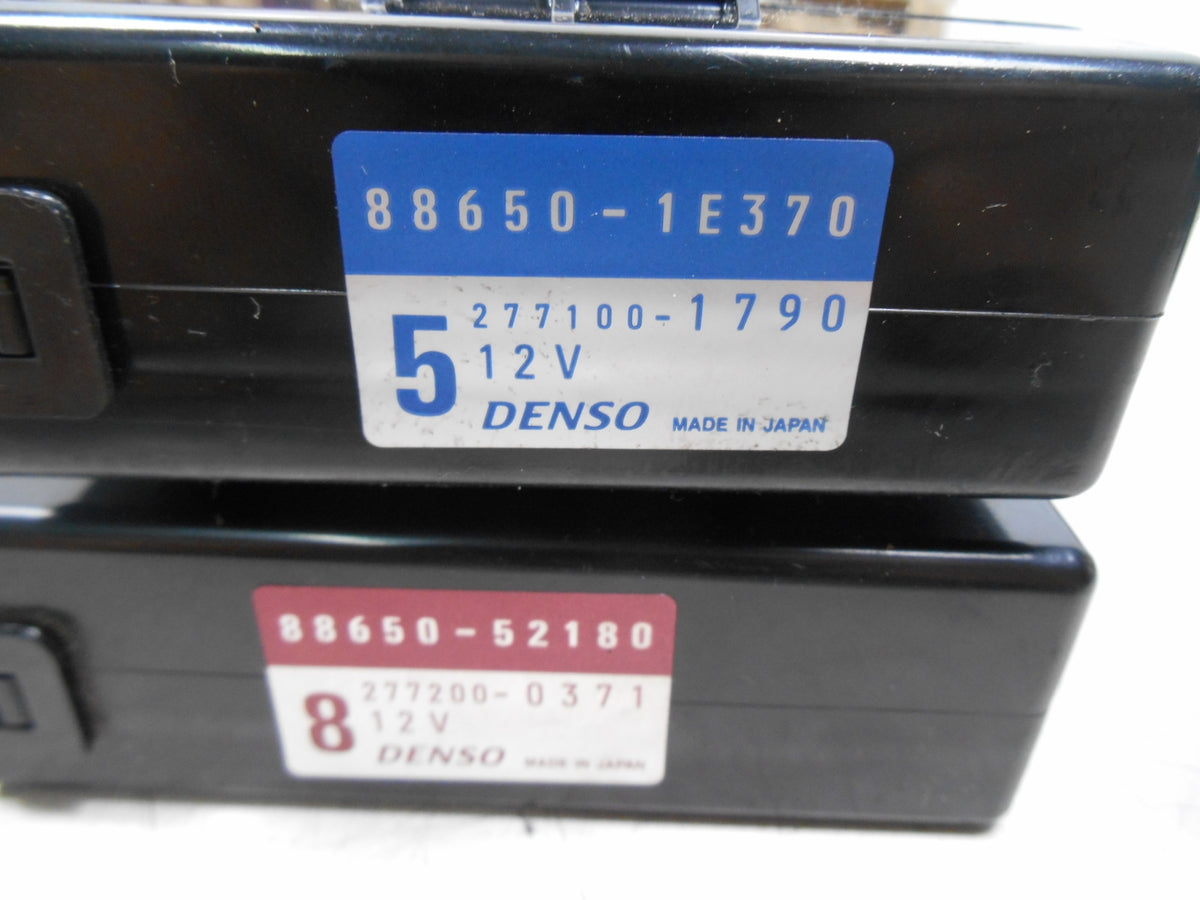 88650-1E370
5
277100-1790
12V
DENSO MADE IN JAPAN
88650-52180
8
277200-0371
12V
DENSO MADE IN JAPAN